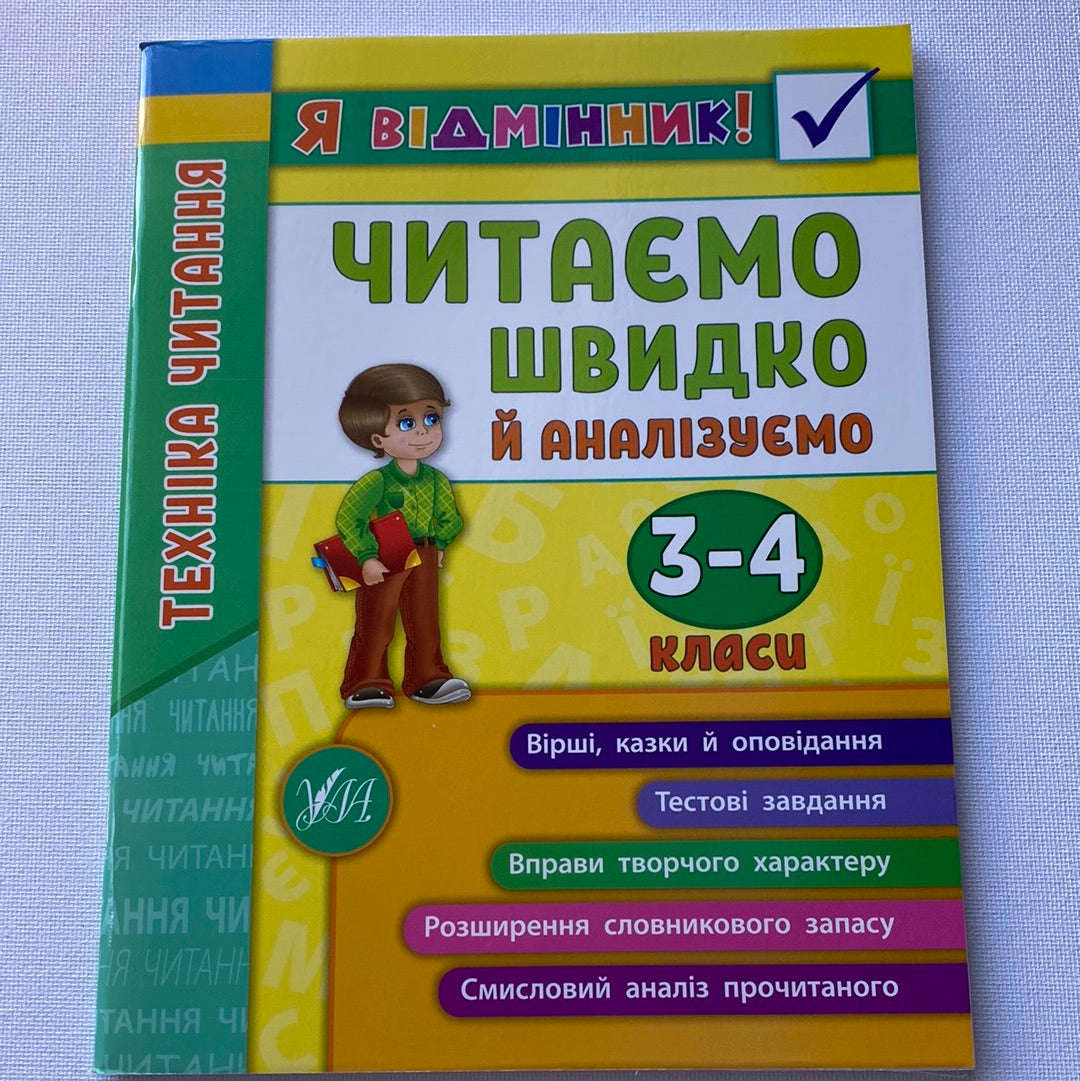 Я ВІДМІННИК!
ТЕХНІКА ЧИТАННЯ
ЧИТАЄМО
ШВИДКО
Й АНАЛІЗУЄМО
3-4
класи
Вірші, казки й оповідання
Тестові завдання
Вправи творчого характеру
Розширення словникового запасу
Смисловий аналіз прочитаного
УЛА